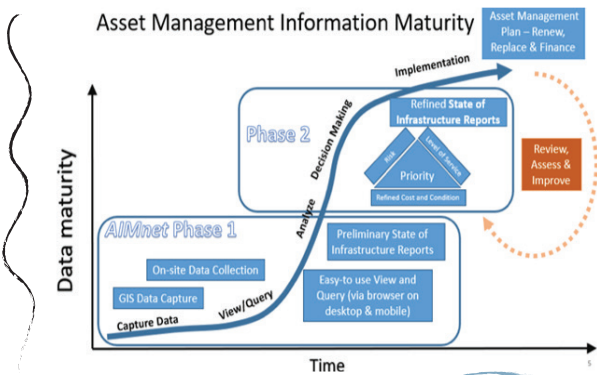 Asset Management Information Maturity
Asset Management
Plan – Renew,
Replace & Finance
Implementation
Refined State of
Infrastructure Reports
Phase 2
Decision Making
Risk
Level of Service
Priority
Refined Cost and Condition
Review,
Assess &
Improve
Data maturity
AIMnet Phase 1
Analyze
Preliminary State of
Infrastructure Reports
On-site Data Collection
Easy-to use View and
Query (via browser on
desktop & mobile)
GIS Data Capture
View/Query
Capture Data
Time